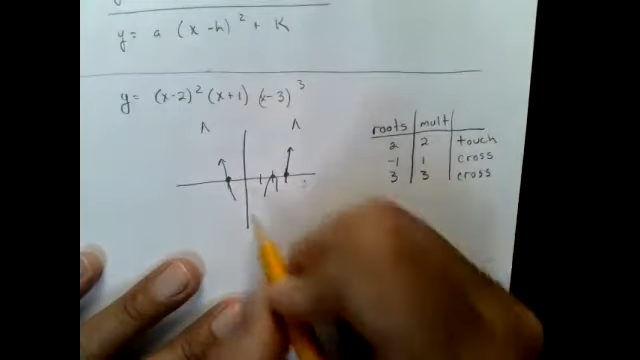 y = a (x - h)² + K
y = (x-2)² (x+1) (x-3)³
roots mult
2 2 touch
-1 1 cross
3 3 cross